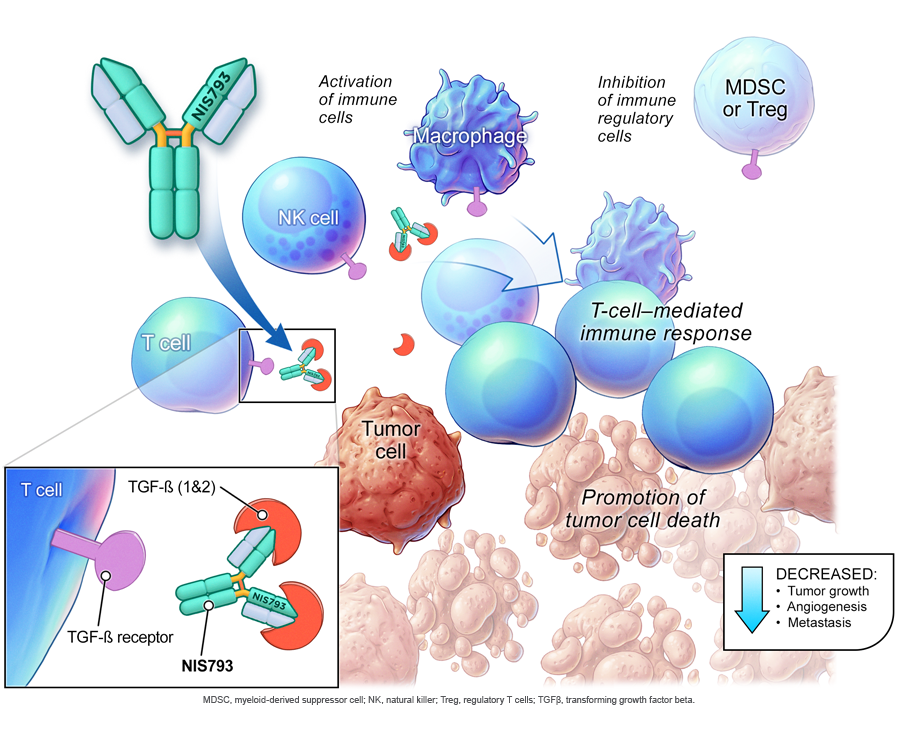 NIS793
Activation
of immune
cells
Macrophage
Inhibition
of immune
regulatory
cells
MDSC
or Treg
NK cell
T cell
T-cell–mediated
immune response
Tumor
cell
Promotion of
tumor cell death
T cell
TGF-ß (1&2)
NIS793
TGF-ß receptor
NIS793
DECREASED:
• Tumor growth
• Angiogenesis
• Metastasis
MDSC, myeloid-derived suppressor cell; NK, natural killer; Treg, regulatory T cells; TGFβ, transforming growth factor beta.